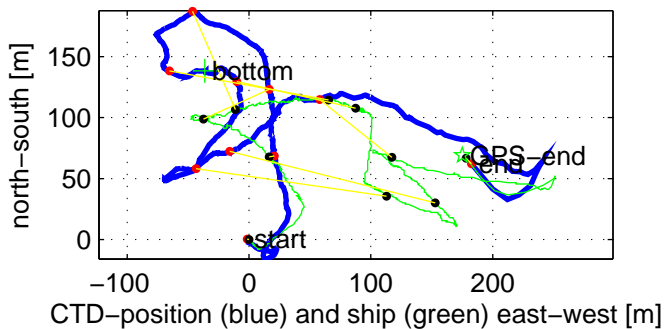 150
100
50
0
north−south [m]
bottom
GPS−end
end
start
−100
0
100
200
CTD−position (blue) and ship (green) east−west [m]